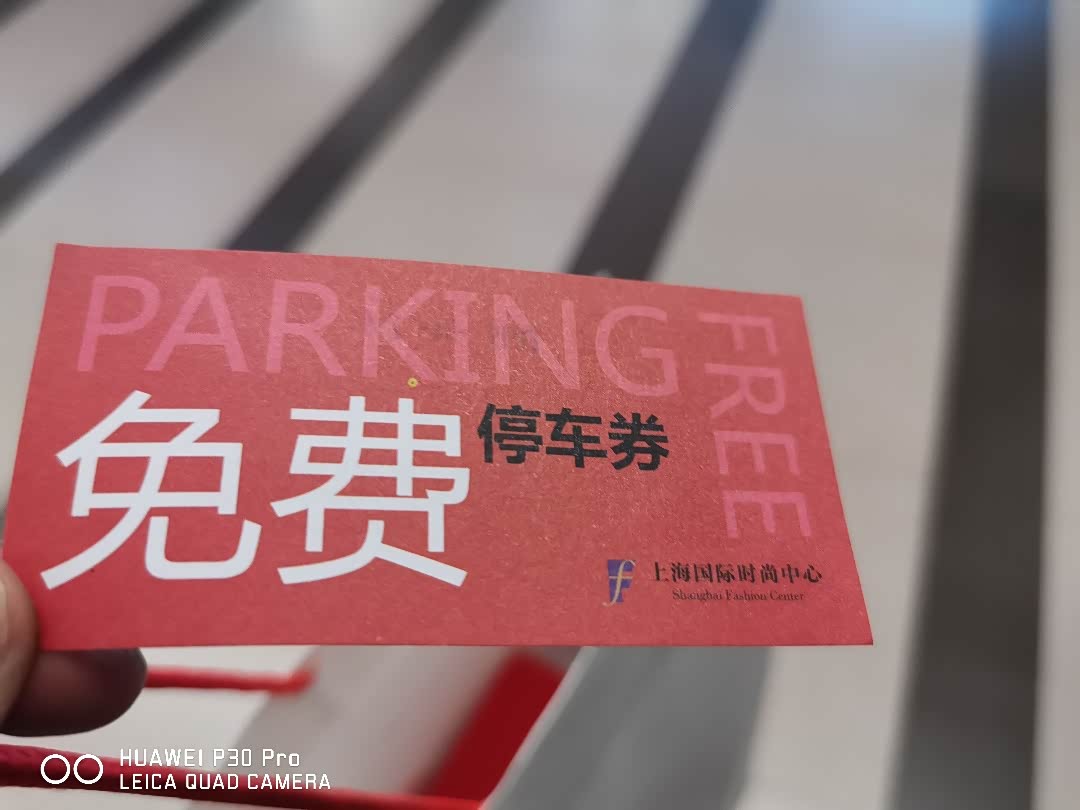 PARKING
FREE
免费
停车券
上海国际时尚中心
Shanghai Fashion Center
HUAWEI P30 Pro
LEICA QUAD CAMERA